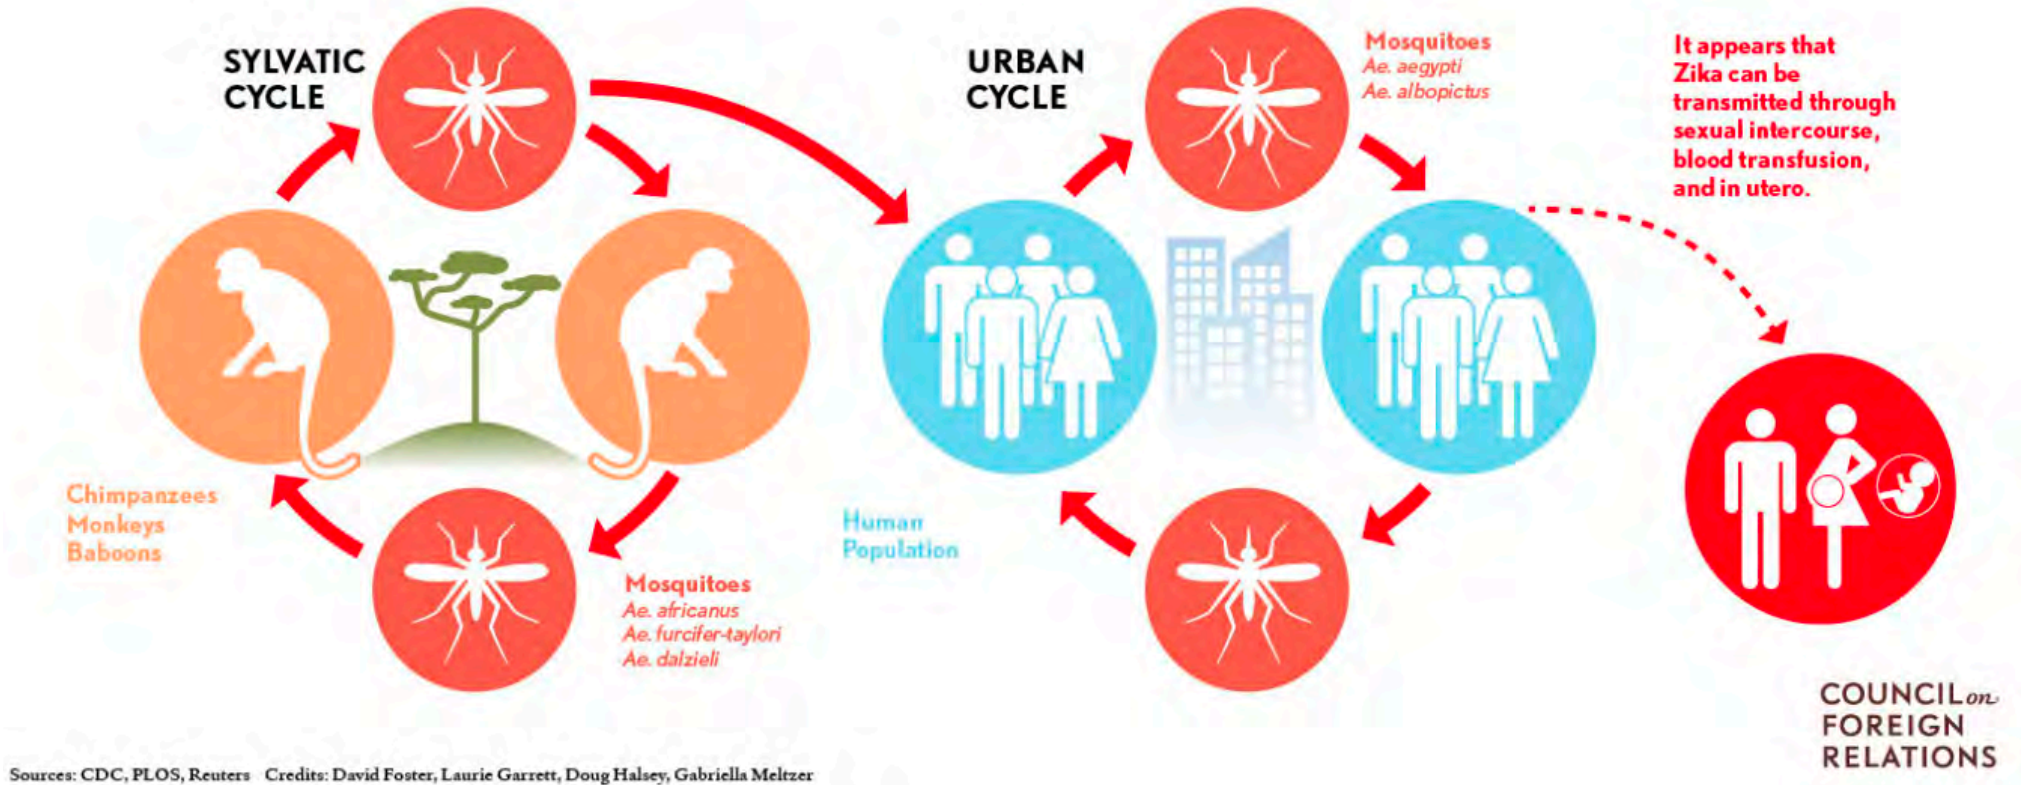 SYLVATIC
CYCLE
URBAN
CYCLE
Mosquitoes
Ae. aegypti
Ae. albopictus
It appears that
Zika can be
transmitted through
sexual intercourse,
blood transfusion,
and in utero.
Chimpanzees
Monkeys
Baboons
Human
Population
Mosquitoes
Ae. africanus
Ae. furcifer-taylori
Ae. dalzieli
COUNCIL on
FOREIGN
RELATIONS
Sources: CDC, PLOS, Reuters Credits: David Foster, Laurie Garrett, Doug Halsey, Gabriella Meltzer